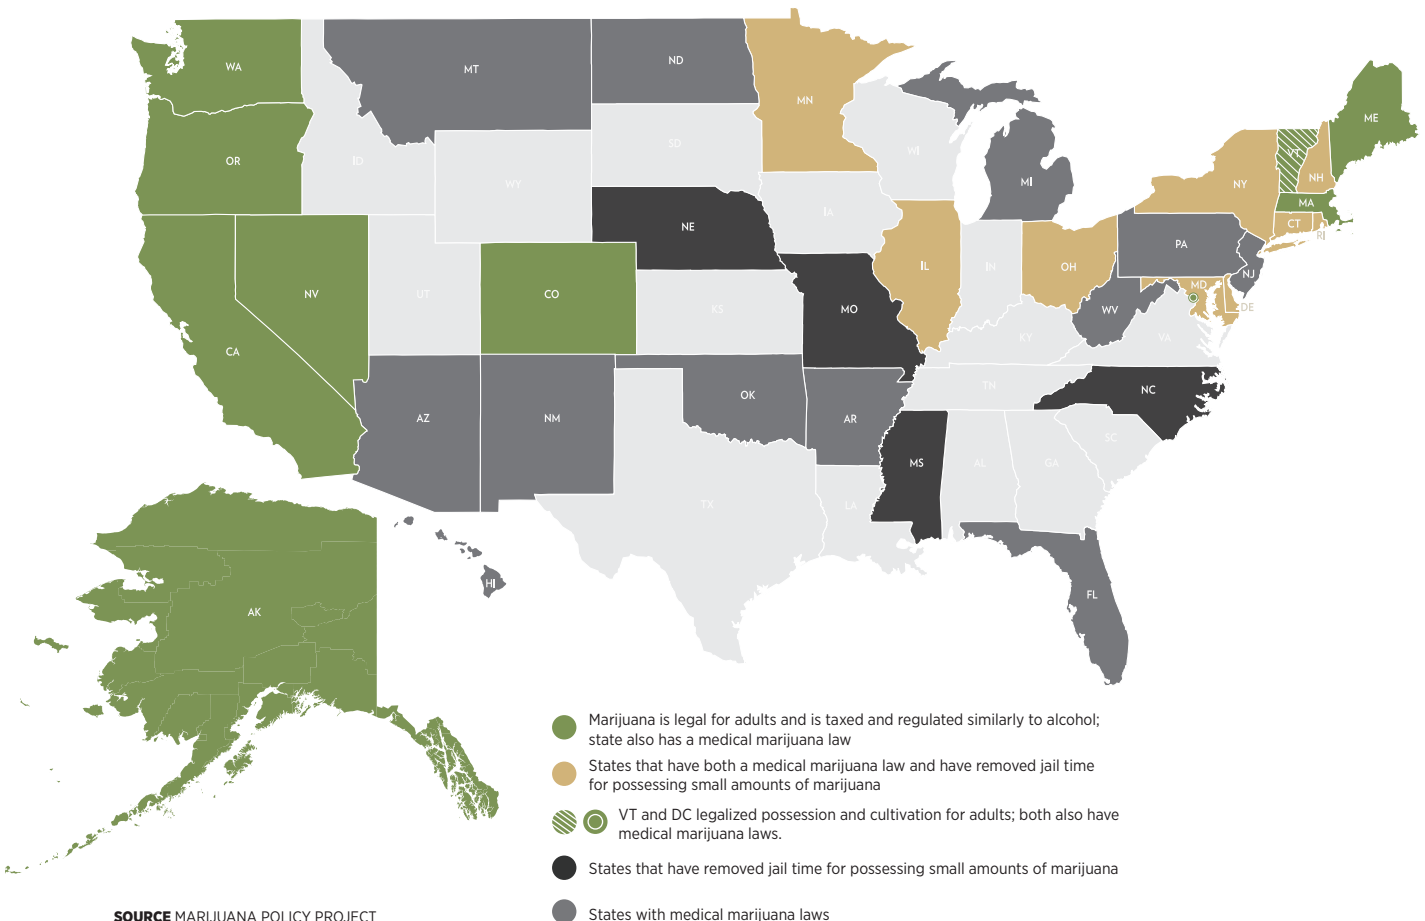 WA
MT
ND
MN
ME
OR
ID
SD
WI
VT
NH
WY
MI
NY
MA
IA
CT
RI
NE
PA
NJ
NV
UT
CO
IL
IN
OH
MD
DE
CA
KS
MO
WV
KY
VA
AZ
NM
OK
AR
TN
NC
MS
AL
GA
SC
TX
LA
AK
HI
FL
Marijuana is legal for adults and is taxed and regulated similarly to alcohol;
state also has a medical marijuana law
States that have both a medical marijuana law and have removed jail time
for possessing small amounts of marijuana
VT and DC legalized possession and cultivation for adults; both also have
medical marijuana laws.
States that have removed jail time for possessing small amounts of marijuana
States with medical marijuana laws
SOURCE MARIJUANA POLICY PROJECT